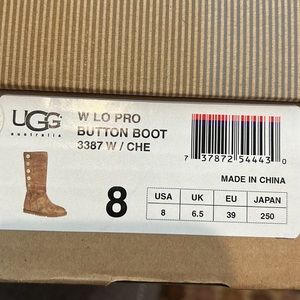 UGG
australia
W LO PRO
BUTTON BOOT
3387 W / CHE
7 37872 54443 0
MADE IN CHINA
8
USA UK EU JAPAN
8 6.5 39 250